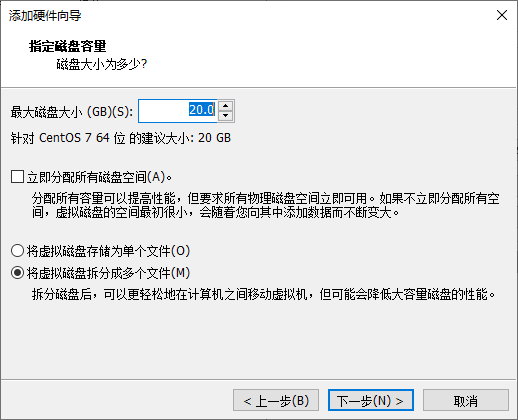 添加硬件向导
指定磁盘容量
磁盘大小为多少?
最大磁盘大小 (GB)(S): 20.0
针对 CentOS 7 64 位 的建议大小: 20 GB
立即分配所有磁盘空间(A)。
分配所有容量可以提高性能，但要求所有物理磁盘空间立即可用。如果不立即分配所有空
间，虚拟磁盘的空间最初很小，会随着您向其中添加数据而不断变大。
将虚拟磁盘存储为单个文件(O)
将虚拟磁盘拆分成多个文件(M)
拆分磁盘后，可以更轻松地在计算机之间移动虚拟机，但可能会降低大容量磁盘的性能。
< 上一步(B) 下一步(N) > 取消